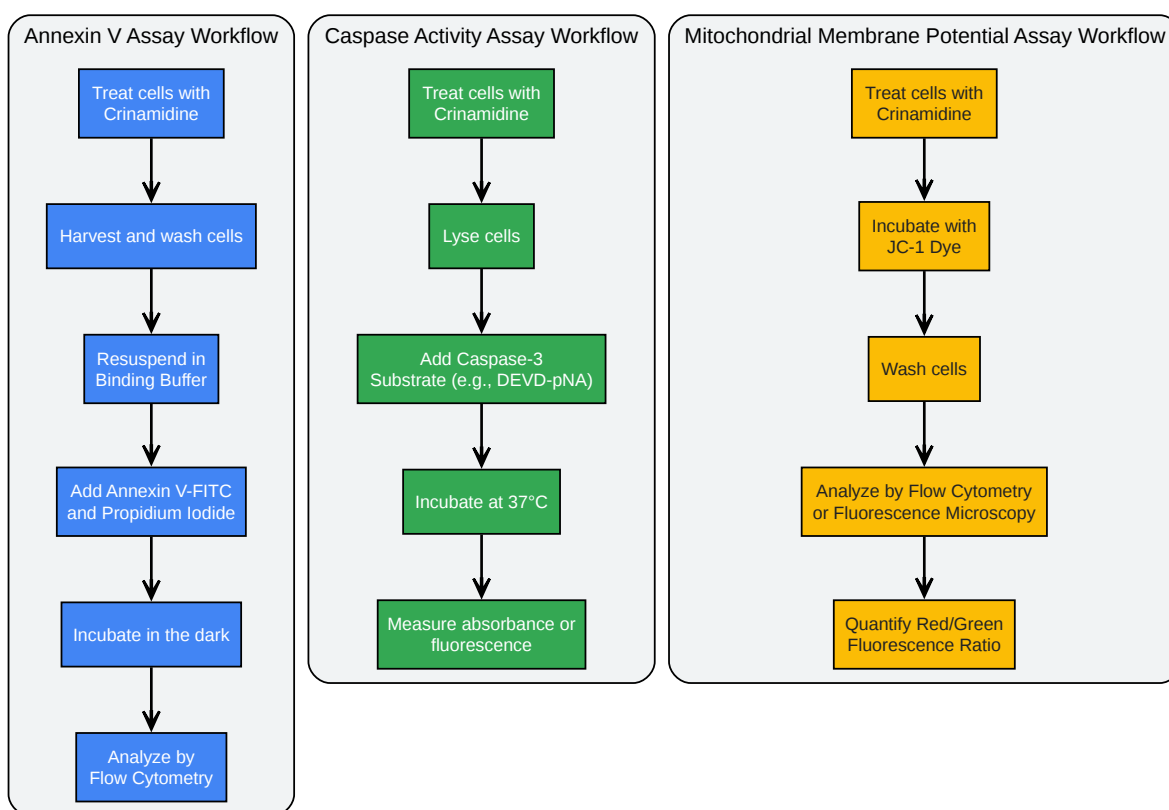 Annexin V Assay Workflow
Treat cells with
Crinamidine
Harvest and wash cells
Resuspend in
Binding Buffer
Add Annexin V-FITC
and Propidium Iodide
Incubate in the dark
Analyze by
Flow Cytometry
Caspase Activity Assay Workflow
Treat cells with
Crinamidine
Lyse cells
Add Caspase-3
Substrate (e.g., DEVD-pNA)
Incubate at 37°C
Measure absorbance or
fluorescence
Mitochondrial Membrane Potential Assay Workflow
Treat cells with
Crinamidine
Incubate with
JC-1 Dye
Wash cells
Analyze by Flow Cytometry
or Fluorescence Microscopy
Quantify Red/Green
Fluorescence Ratio